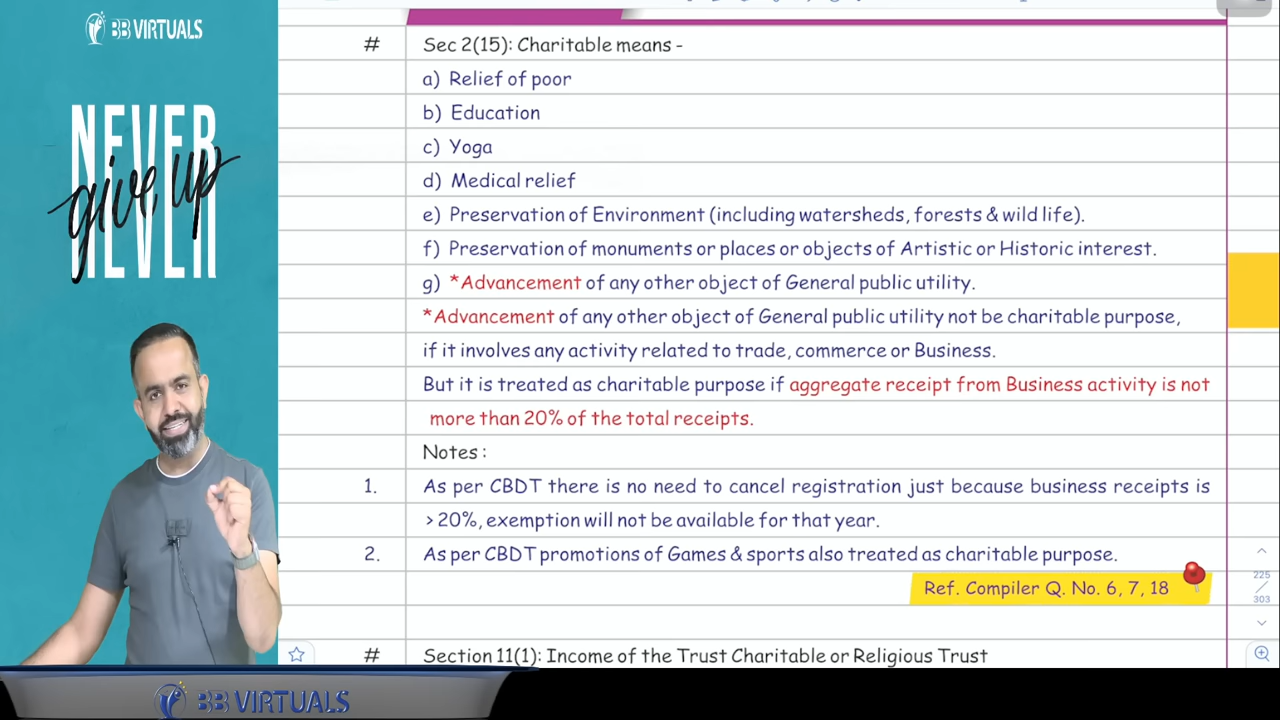 BB VIRTUALS
NEVER
give up
NEVER
# Sec 2(15): Charitable means -
a) Relief of poor
b) Education
c) Yoga
d) Medical relief
e) Preservation of Environment (including watersheds, forests & wild life).
f) Preservation of monuments or places or objects of Artistic or Historic interest.
g) *Advancement of any other object of General public utility.
*Advancement of any other object of General public utility not be charitable purpose,
if it involves any activity related to trade, commerce or Business.
But it is treated as charitable purpose if aggregate receipt from Business activity is not
more than 20% of the total receipts.
Notes :
1. As per CBDT there is no need to cancel registration just because business receipts is
> 20%, exemption will not be available for that year.
2. As per CBDT promotions of Games & sports also treated as charitable purpose.
Ref. Compiler Q. No. 6, 7, 18
225
303
# Section 11(1): Income of the Trust Charitable or Religious Trust
BB VIRTUALS